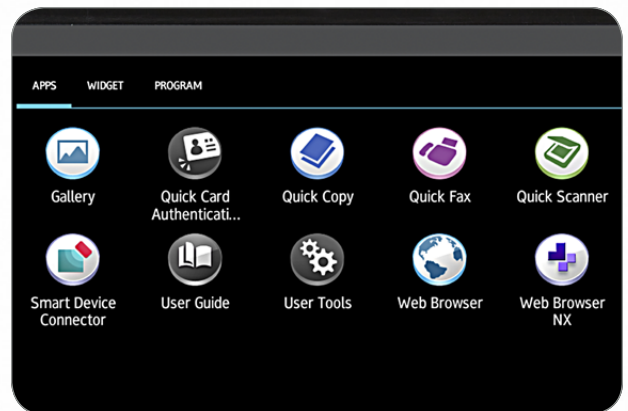 APPS WIDGET PROGRAM
Gallery
Quick Card
Authenticati...
Quick Copy
Quick Fax
Quick Scanner
Smart Device
Connector
User Guide
User Tools
Web Browser
Web Browser
NX